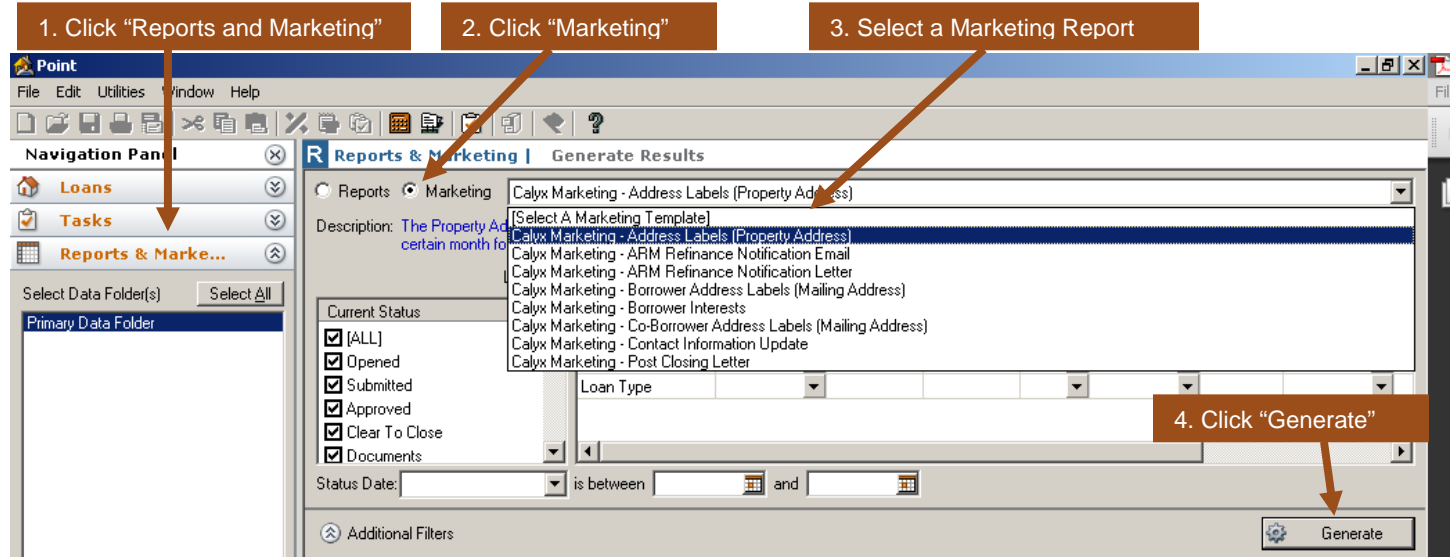 1. Click “Reports and Marketing”
2. Click “Marketing”
3. Select a Marketing Report
Point
File Edit Utilities Window Help
Navigation Panel
R Reports & Marketing | Generate Results
Loans
Tasks
Reports & Marke...
Select Data Folder(s) Select All
Primary Data Folder
Reports Marketing Calyx Marketing - Address Labels (Property Address)
Description: The Property Ad
certain month fo
[Select A Marketing Template]
Calyx Marketing - Address Labels (Property Address)
Calyx Marketing - ARM Refinance Notification Email
Calyx Marketing - ARM Refinance Notification Letter
Calyx Marketing - Borrower Address Labels (Mailing Address)
Calyx Marketing - Borrower Interests
Calyx Marketing - Co-Borrower Address Labels (Mailing Address)
Calyx Marketing - Contact Information Update
Calyx Marketing - Post Closing Letter
Current Status
[ALL]
Opened
Submitted
Approved
Clear To Close
Documents
Loan Type
4. Click “Generate”
Status Date: is between and
Additional Filters
Generate